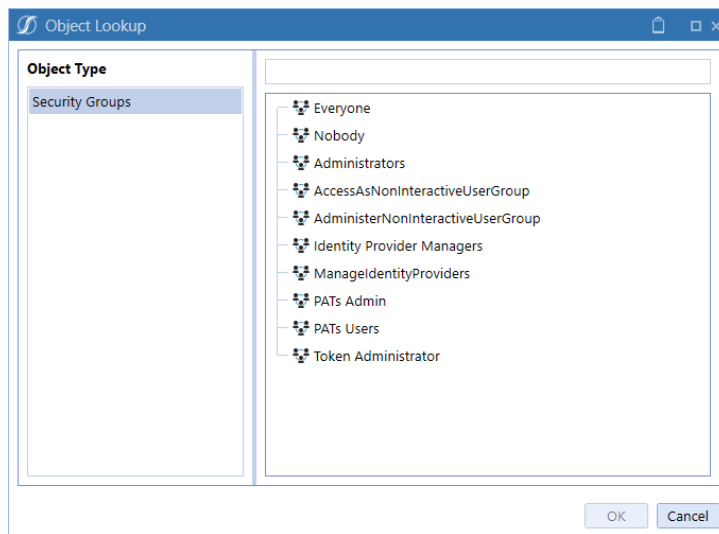 Object Lookup
Object Type
Security Groups
Everyone
Nobody
Administrators
AccessAsNonInteractiveUserGroup
AdministerNonInteractiveUserGroup
Identity Provider Managers
ManageIdentityProviders
PATs Admin
PATs Users
Token Administrator
OK
Cancel